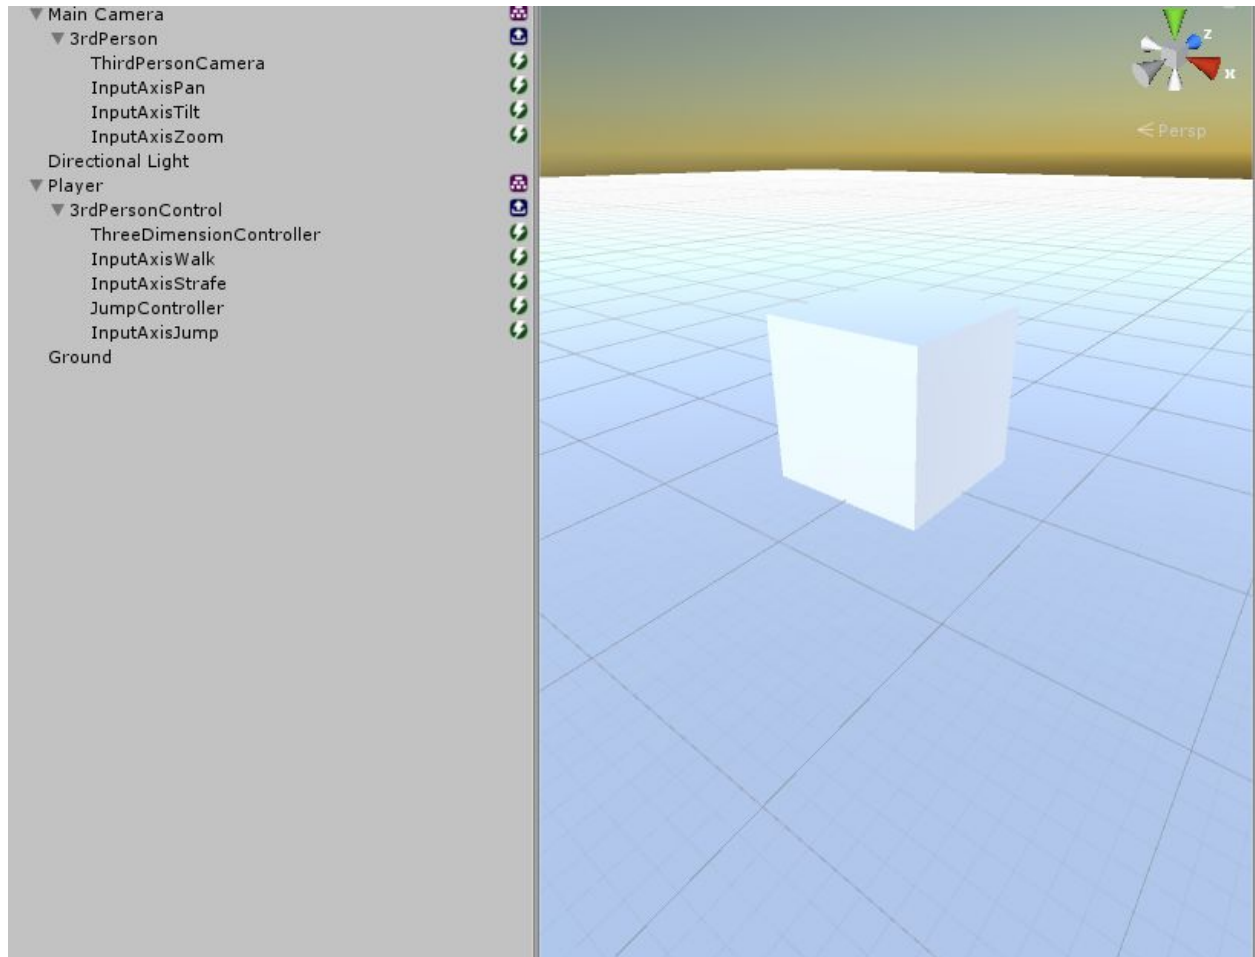 Main Camera
3rdPerson
ThirdPersonCamera
InputAxisPan
InputAxisTilt
InputAxisZoom
Directional Light
Player
3rdPersonControl
ThreeDimensionController
InputAxisWalk
InputAxisStrafe
JumpController
InputAxisJump
Ground
z
x
Persp